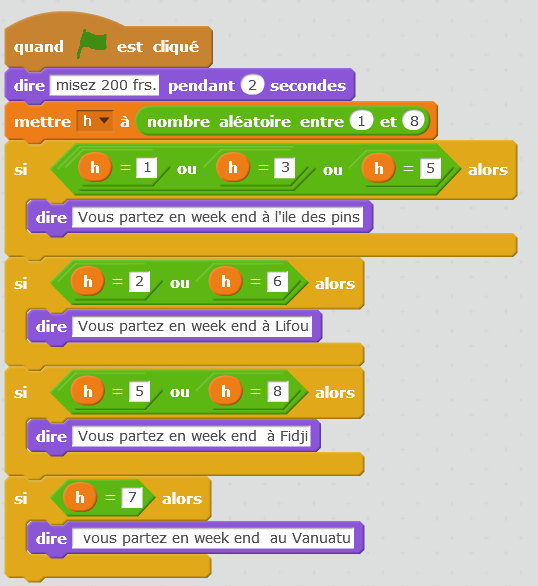 quand est cliqué
dire misez 200 frs. pendant 2 secondes
mettre h à nombre aléatoire entre 1 et 8
si h = 1 ou h = 3 ou h = 5 alors
dire Vous partez en week end à l'ile des pins
si h = 2 ou h = 6 alors
dire Vous partez en week end à Lifou
si h = 5 ou h = 8 alors
dire Vous partez en week end à Fidji
si h = 7 alors
dire vous partez en week end au Vanuatu